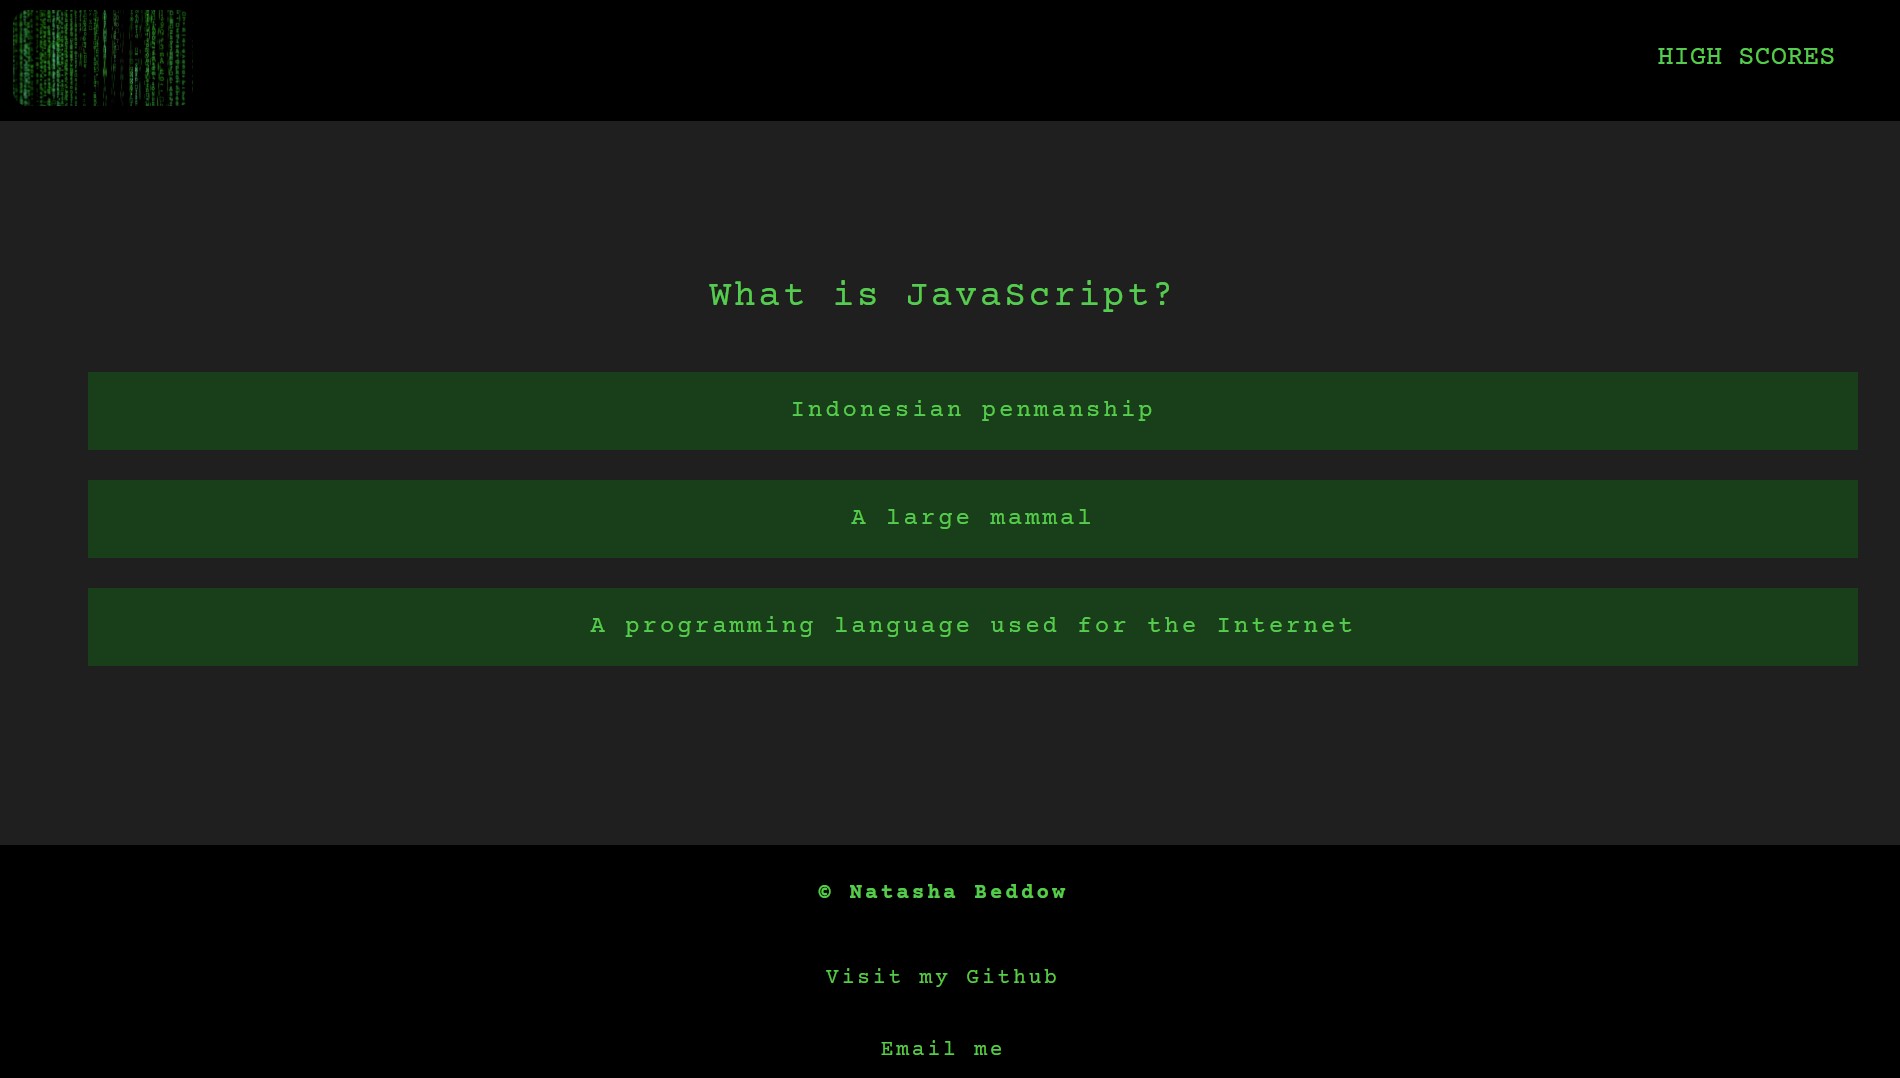 HIGH SCORES
What is JavaScript?
Indonesian penmanship
A large mammal
A programming language used for the Internet
© Natasha Beddow
Visit my Github
Email me